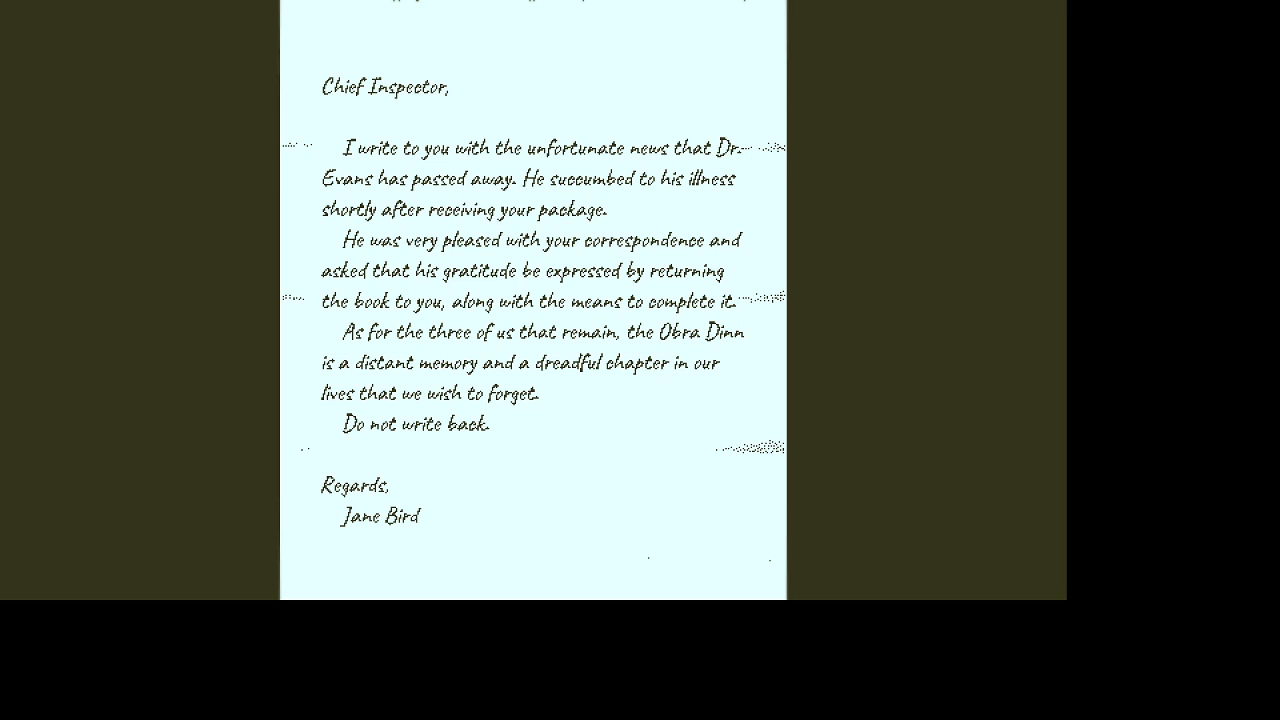 Chief Inspector,
I write to you with the unfortunate news that Dr.
Evans has passed away. He succumbed to his illness
shortly after receiving your package.
He was very pleased with your correspondence and
asked that his gratitude be expressed by returning
the book to you, along with the means to complete it.
As for the three of us that remain, the Obra Dinn
is a distant memory and a dreadful chapter in our
lives that we wish to forget.
Do not write back.
Regards,
Jane Bird